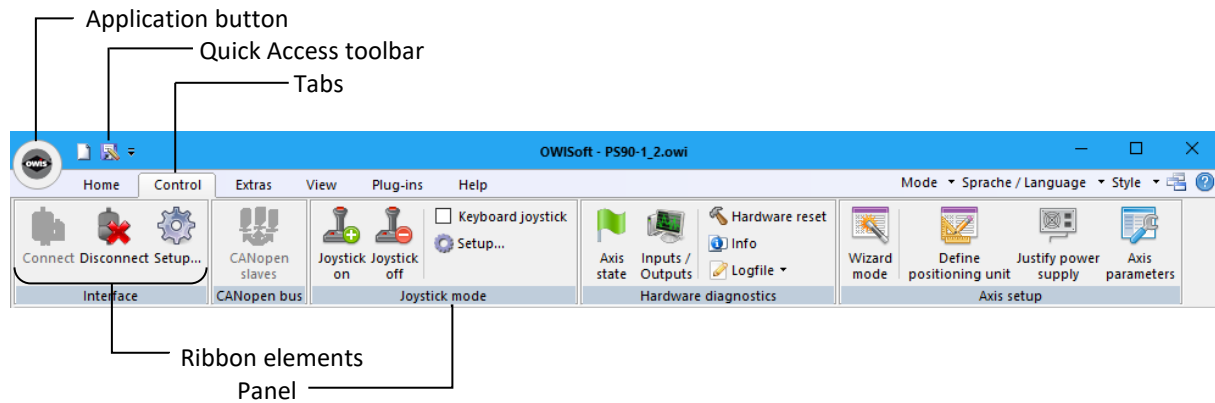 Application button
Quick Access toolbar
Tabs
OWIS
OWISoft - PS90-1_2.owi
Home Control Extras View Plug-ins Help Mode Sprache / Language Style
Connect Disconnect Setup... CANopen slaves Joystick on Joystick off Keyboard joystick Setup... Axis state Inputs / Outputs Hardware reset Info Logfile Wizard mode Define positioning unit Justify power supply Axis parameters
Interface CANopen bus Joystick mode Hardware diagnostics Axis setup
Ribbon elements
Panel